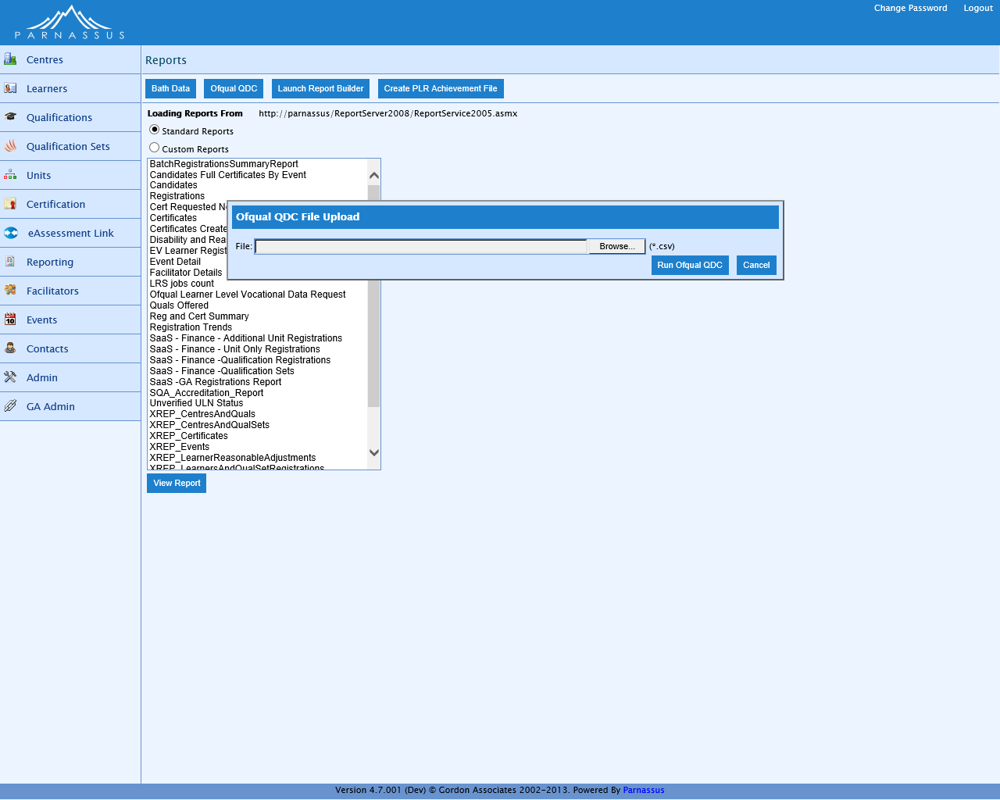 Change Password Logout
PARNASSUS
Centres
Learners
Qualifications
Qualification Sets
Units
Certification
eAssessment Link
Reporting
Facilitators
Events
Contacts
Admin
GA Admin
Reports
Bath Data Ofqual QDC Launch Report Builder Create PLR Achievement File
Loading Reports From http://parnassus/ReportServer2008/ReportService2005.asmx
Standard Reports
Custom Reports
BatchRegistrationsSummaryReport
Candidates Full Certificates By Event
Candidates
Registrations
Cert Requested
Certificates
Certificates
Disability and
EV Learner
Event Detail
Facilitator Details
LRS jobs count
Ofqual Learner Level Vocational Data Request
Quals Offered
Reg and Cert Summary
Registration Trends
SaaS - Finance - Additional Unit Registrations
SaaS - Finance - Unit Only Registrations
SaaS - Finance -Qualification Registrations
SaaS - Finance -Qualification Sets
SaaS -GA Registrations Report
SQA_Accreditation_Report
Unverified ULN Status
XREP_CentresAndQuals
XREP_CentresAndQualSets
XREP_Certificates
XREP_Events
XREP_LearnerReasonableAdjustments
XREP_LearnersAndQualSetRegistrations
View Report
Ofqual QDC File Upload
File: Browse... (*.csv)
Run Ofqual QDC Cancel
Version 4.7.001 (Dev) © Gordon Associates 2002-2013. Powered By Parnassus